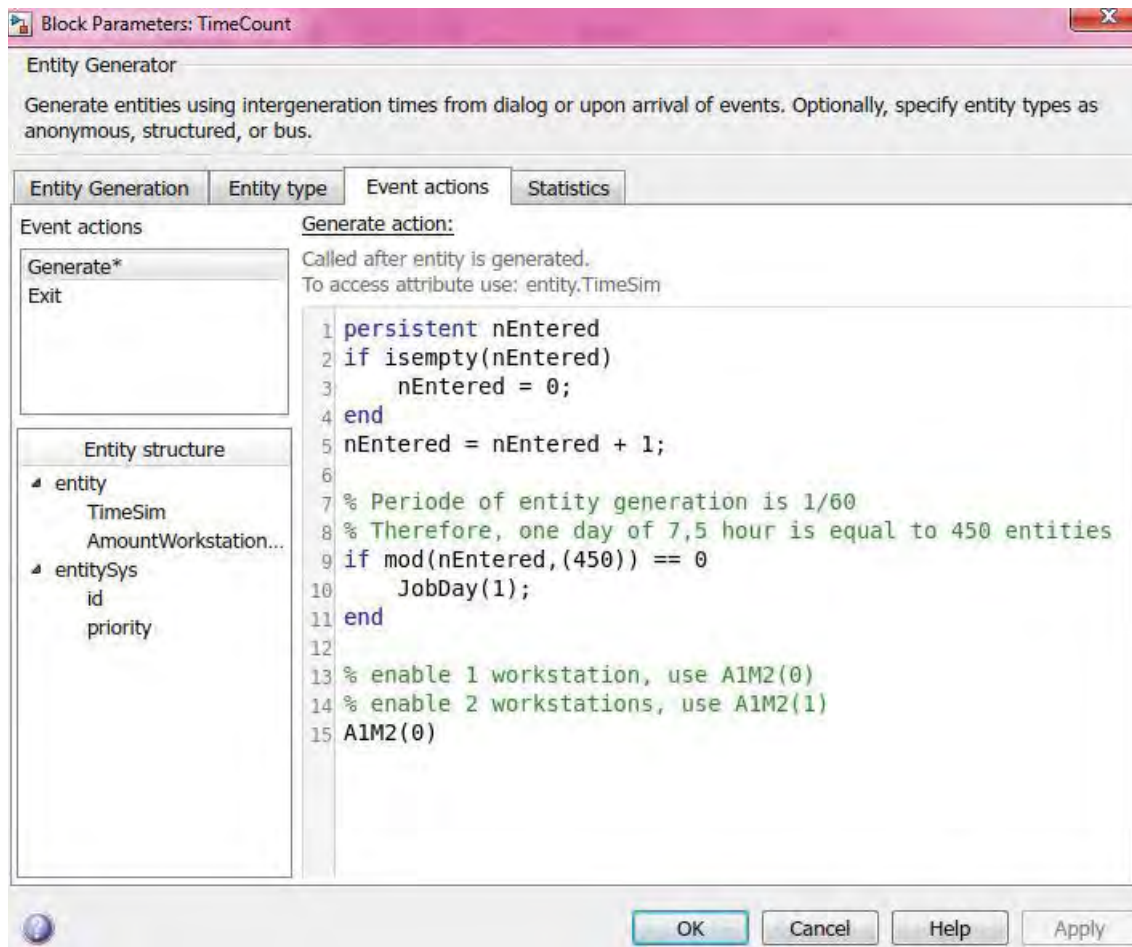 Block Parameters: TimeCount
Entity Generator
Generate entities using intergeneration times from dialog or upon arrival of events. Optionally, specify entity types as
anonymous, structured, or bus.
Entity Generation
Entity type
Event actions
Statistics
Event actions
Generate*
Exit
Entity structure
entity
TimeSim
AmountWorkstation...
entitySys
id
priority
Generate action:
Called after entity is generated.
To access attribute use: entity.TimeSim
1 persistent nEntered
2 if isempty(nEntered)
3 nEntered = 0;
4 end
5 nEntered = nEntered + 1;
6
7 % Periode of entity generation is 1/60
8 % Therefore, one day of 7,5 hour is equal to 450 entities
9 if mod(nEntered,(450)) == 0
10 JobDay(1);
11 end
12
13 % enable 1 workstation, use A1M2(0)
14 % enable 2 workstations, use A1M2(1)
15 A1M2(0)
OK
Cancel
Help
Apply